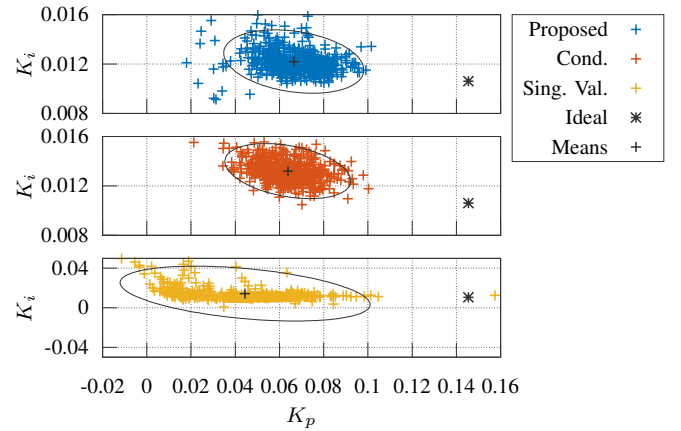 0.016
0.012
0.008
K_i
Proposed
Cond.
Sing. Val.
Ideal
Means
0.016
0.012
0.008
K_i
0.04
0
-0.04
K_i
-0.02 0 0.02 0.04 0.06 0.08 0.1 0.12 0.14 0.16
K_p